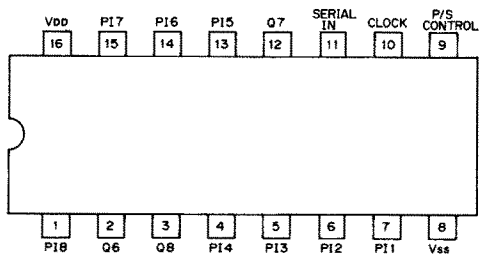 VDD PI7 PI6 PI5 Q7 SERIAL IN CLOCK P/S CONTROL
16 15 14 13 12 11 10 9
1 2 3 4 5 6 7 8
PI8 Q6 Q8 PI4 PI3 PI2 PI1 Vss